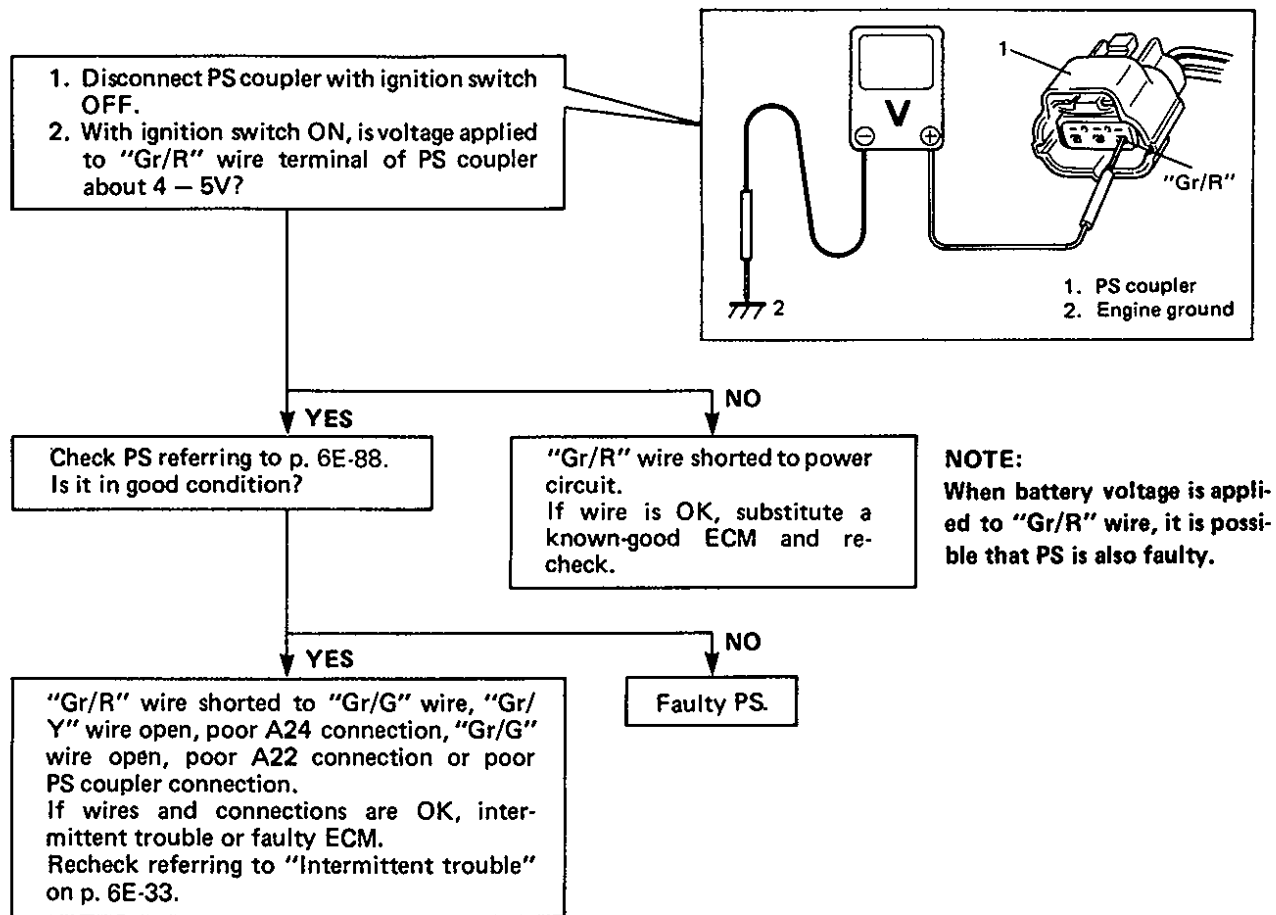 1. Disconnect PS coupler with ignition switch
OFF.
2. With ignition switch ON, is voltage applied
to "Gr/R" wire terminal of PS coupler
about 4 – 5V?
1
V
⊖
⊕
"Gr/R"
2
1. PS coupler
2. Engine ground
YES
NO
Check PS referring to p. 6E-88.
Is it in good condition?
"Gr/R" wire shorted to power
circuit.
If wire is OK, substitute a
known-good ECM and re-
check.
NOTE:
When battery voltage is appli-
ed to "Gr/R" wire, it is possi-
ble that PS is also faulty.
YES
NO
"Gr/R" wire shorted to "Gr/G" wire, "Gr/
Y" wire open, poor A24 connection, "Gr/G"
wire open, poor A22 connection or poor
PS coupler connection.
If wires and connections are OK, inter-
mittent trouble or faulty ECM.
Recheck referring to "Intermittent trouble"
on p. 6E-33.
Faulty PS.